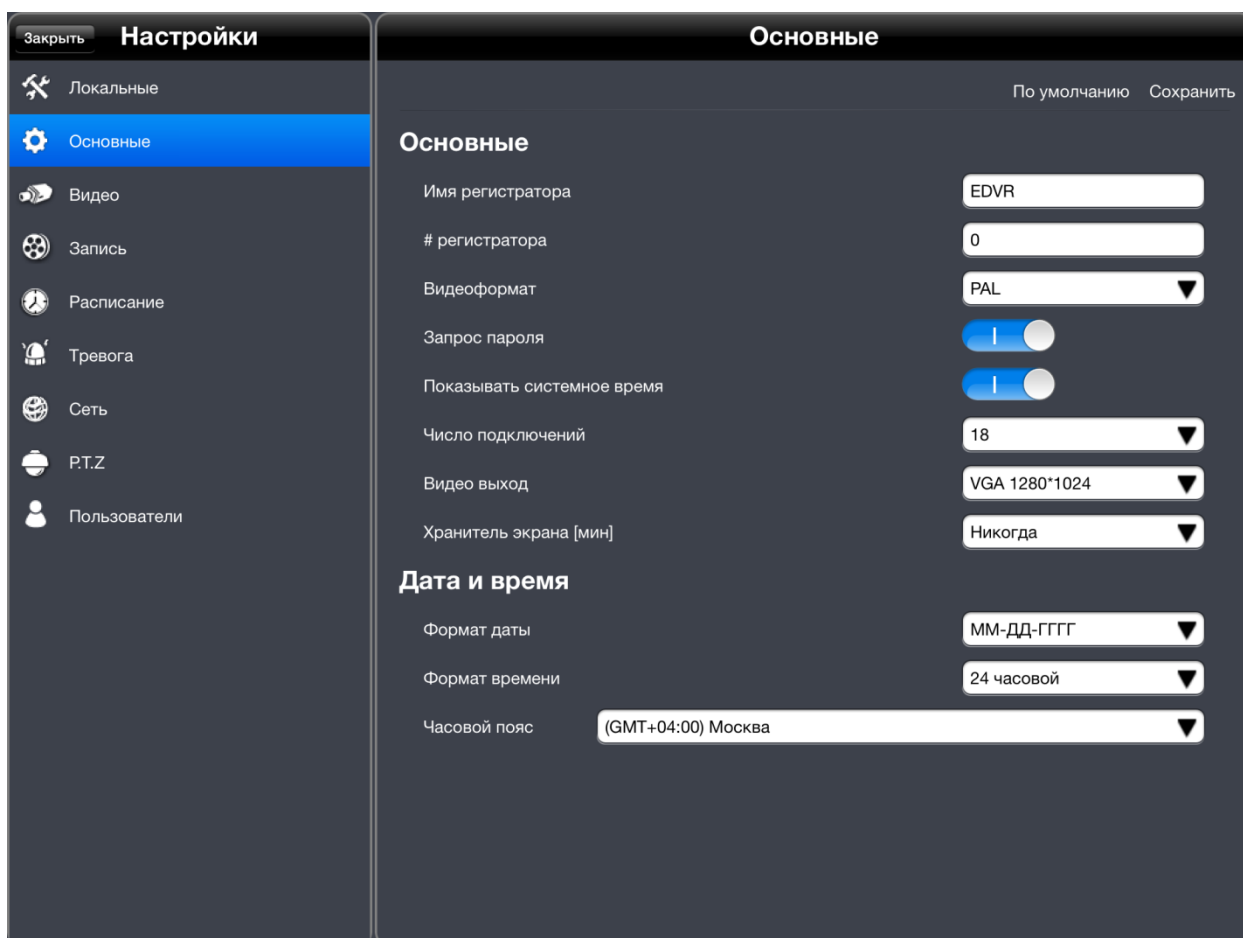 Закрыть
Настройки
Локальные
Основные
Видео
Запись
Расписание
Тревога
Сеть
P.T.Z
Пользователи
Основные
По умолчанию Сохранить
Основные
Имя регистратора EDVR
# регистратора 0
Видеоформат PAL
Запрос пароля
Показывать системное время
Число подключений 18
Видео выход VGA 1280*1024
Хранитель экрана [мин] Никогда
Дата и время
Формат даты ММ-ДД-ГГГГ
Формат времени 24 часовой
Часовой пояс (GMT+04:00) Москва